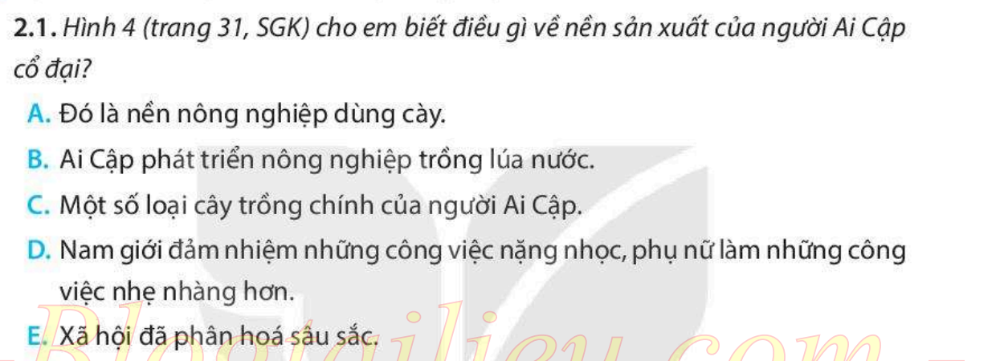 2.1. Hình 4 (trang 31, SGK) cho em biết điều gì về nền sản xuất của người Ai Cập
cổ đại?
A. Đó là nền nông nghiệp dùng cày.
B. Ai Cập phát triển nông nghiệp trồng lúa nước.
C. Một số loại cây trồng chính của người Ai Cập.
D. Nam giới đảm nhiệm những công việc nặng nhọc, phụ nữ làm những công
việc nhẹ nhàng hơn.
E. Xã hội đã phân hoá sâu sắc.
Blogtailieu.com